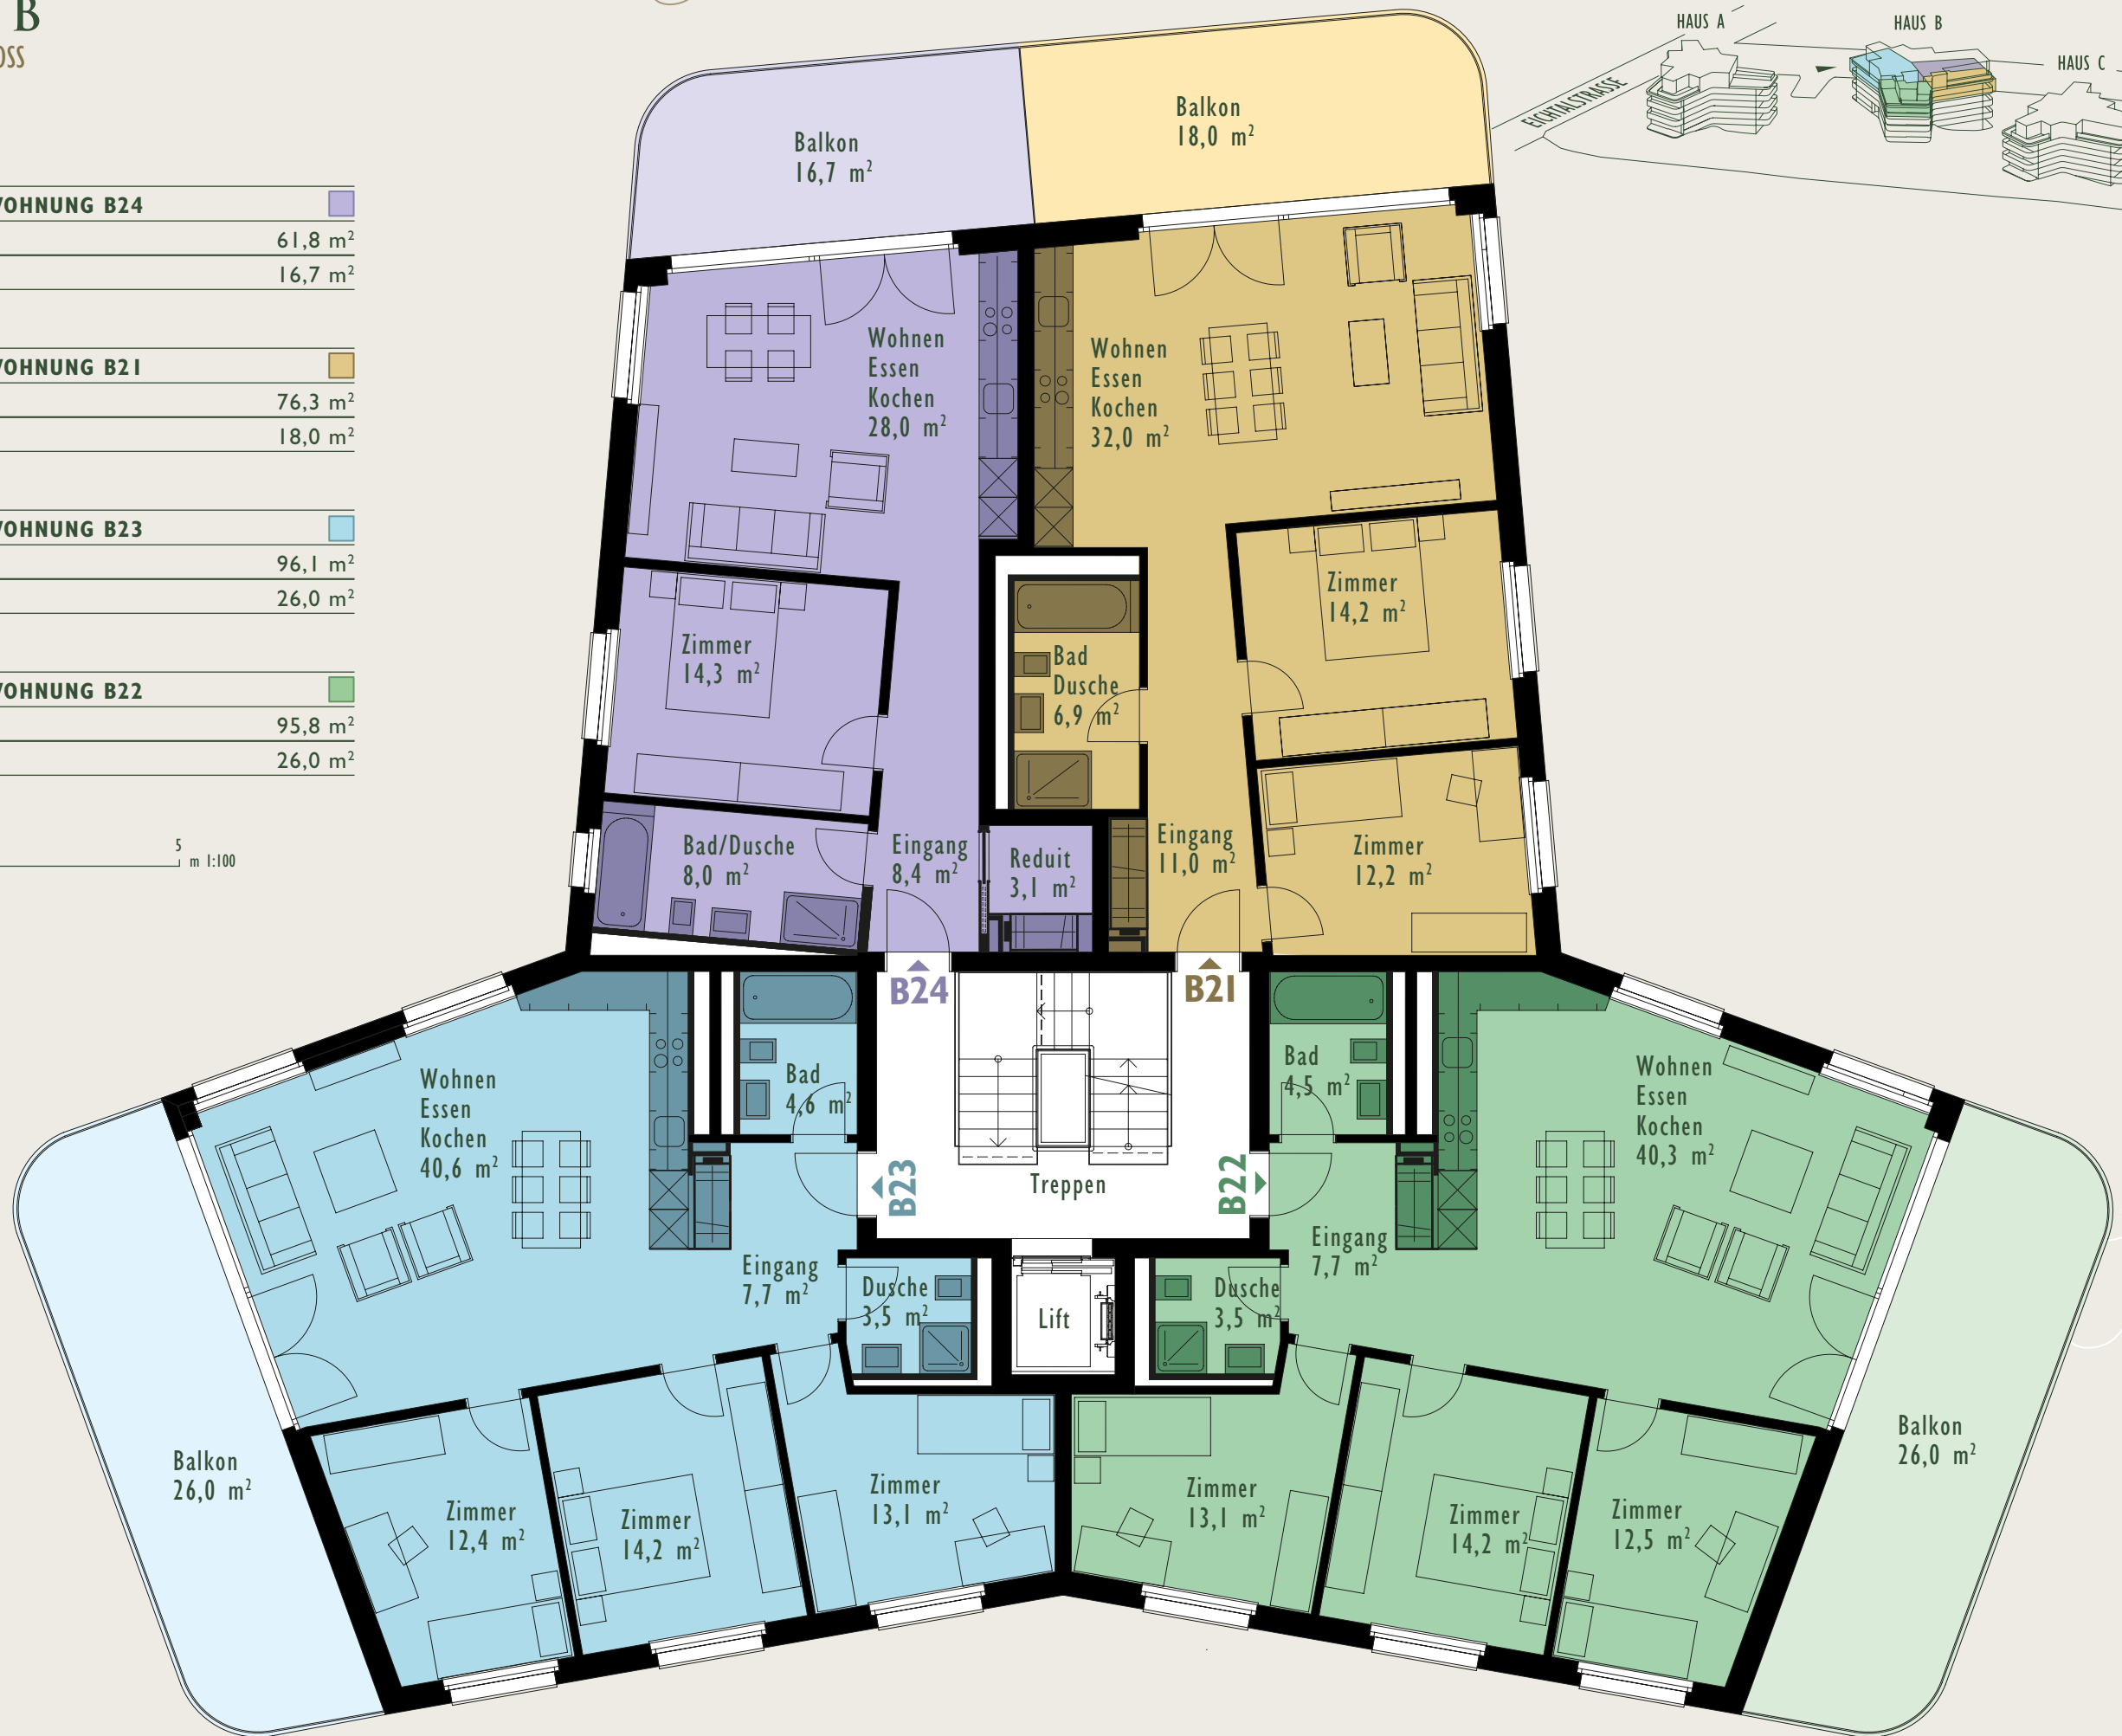 B
OSS
HAUS A
HAUS B
HAUS C
EICHTALSTRASSE
WOHNUNG B24
61,8 m²
16,7 m²
WOHNUNG B21
76,3 m²
18,0 m²
WOHNUNG B23
96,1 m²
26,0 m²
WOHNUNG B22
95,8 m²
26,0 m²
5
m 1:100
Balkon
16,7 m²
Balkon
18,0 m²
Wohnen
Essen
Kochen
28,0 m²
Wohnen
Essen
Kochen
32,0 m²
Zimmer
14,3 m²
Bad
Dusche
6,9 m²
Zimmer
14,2 m²
Bad/Dusche
8,0 m²
Eingang
8,4 m²
Reduit
3,1 m²
Eingang
11,0 m²
Zimmer
12,2 m²
B24
B21
Wohnen
Essen
Kochen
40,6 m²
Bad
4,6 m²
B23
Treppen
B22
Bad
4,5 m²
Wohnen
Essen
Kochen
40,3 m²
Eingang
7,7 m²
Dusche
3,5 m²
Lift
Dusche
3,5 m²
Eingang
7,7 m²
Balkon
26,0 m²
Zimmer
12,4 m²
Zimmer
14,2 m²
Zimmer
13,1 m²
Zimmer
13,1 m²
Zimmer
14,2 m²
Zimmer
12,5 m²
Balkon
26,0 m²